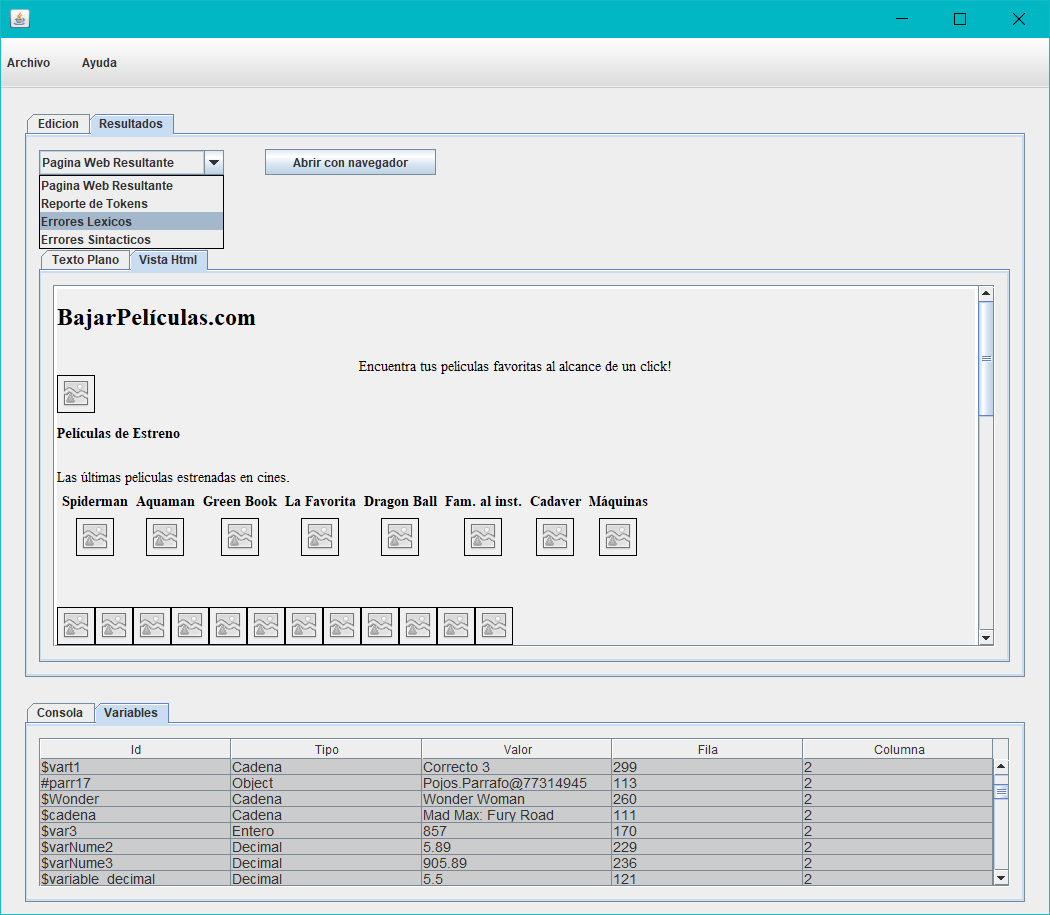 Archivo Ayuda
Edicion Resultados
Pagina Web Resultante Abrir con navegador
Pagina Web Resultante
Reporte de Tokens
Errores Lexicos
Errores Sintacticos
Texto Plano Vista Html
BajarPelículas.com
Encuentra tus peliculas favoritas al alcance de un click!
Películas de Estreno
Las últimas peliculas estrenadas en cines.
Spiderman Aquaman Green Book La Favorita Dragon Ball Fam. al inst. Cadaver Máquinas
Consola Variables
Id Tipo Valor Fila Columna
$vart1 Cadena Correcto 3 299 2
#parr17 Object Pojos.Parrafo@77314945 113 2
$Wonder Cadena Wonder Woman 260 2
$cadena Cadena Mad Max: Fury Road 111 2
$var3 Entero 857 170 2
$varNume2 Decimal 5.89 229 2
$varNume3 Decimal 905.89 236 2
$variable_decimal Decimal 5.5 121 2